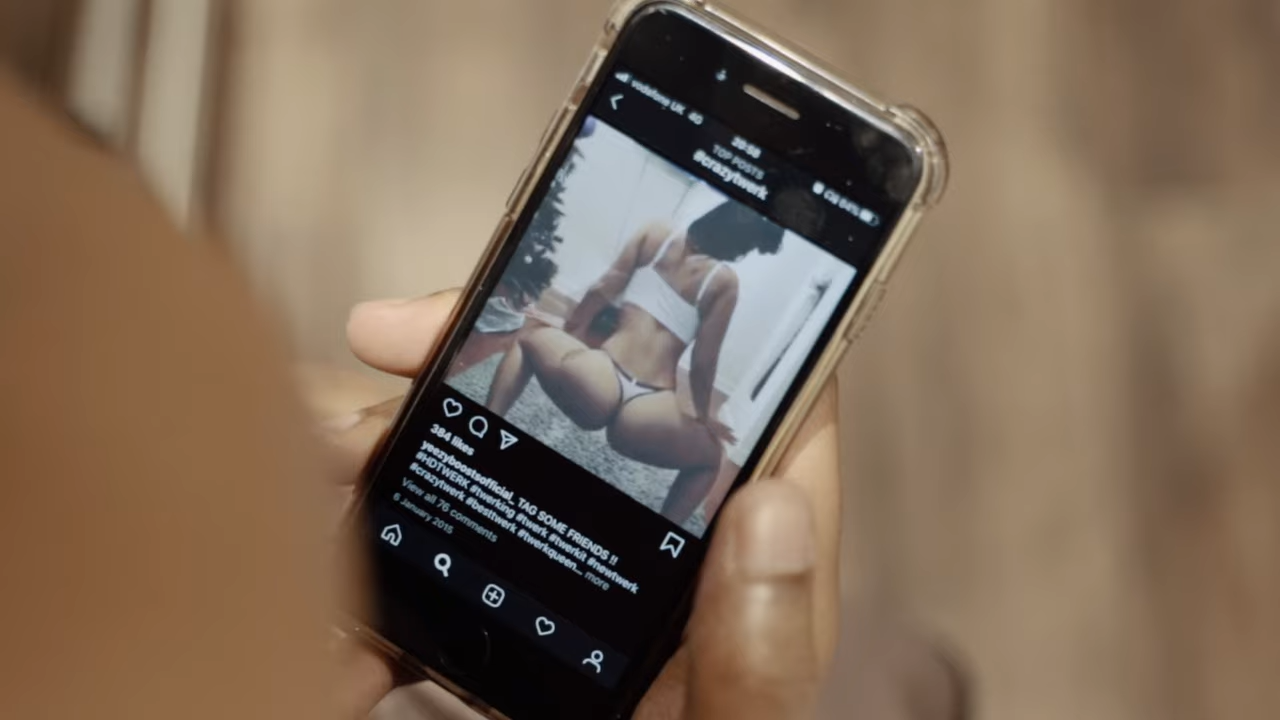 vodafone UK 4G
20:58
64%
TOP POSTS
#crazytwerk
384 likes
yeezyboostsofficial_ TAG SOME FRIENDS !!
#HDTWERK #twerking #twerk #twerkit #newtwerk
#crazytwerk #besttwerk #twerkqueen... more
View all 76 comments
6 January 2015